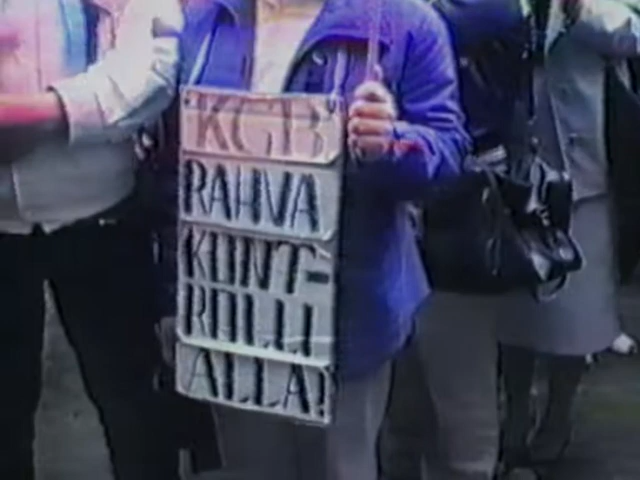 "KGB"
RAHVA
KONT-
ROLLI
ALLA!